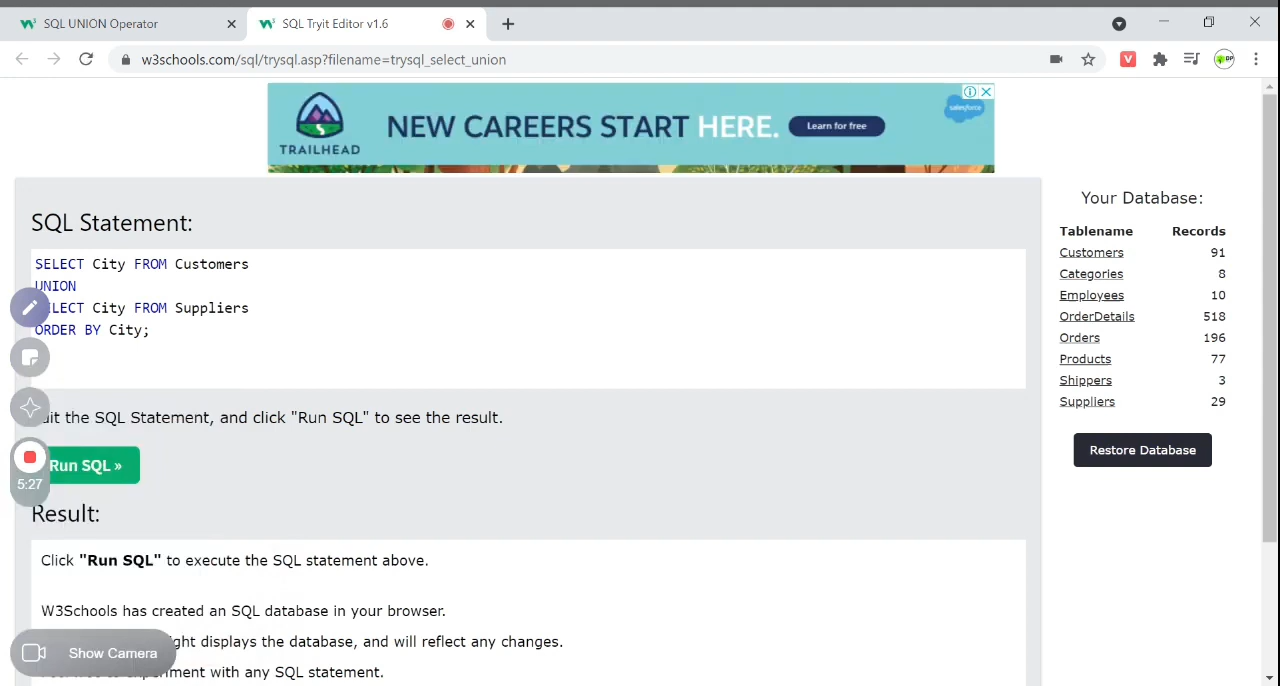 SQL UNION Operator
SQL Tryit Editor v1.6
w3schools.com/sql/trysql.asp?filename=trysql_select_union
V
DP
TRAILHEAD
NEW CAREERS START HERE.
Learn for free
salesforce
SQL Statement:
SELECT City FROM Customers
UNION
LECT City FROM Suppliers
ORDER BY City;
dit the SQL Statement, and click "Run SQL" to see the result.
Run SQL »
5:27
Result:
Click "Run SQL" to execute the SQL statement above.
W3Schools has created an SQL database in your browser.
ght displays the database, and will reflect any changes.
Show Camera
experiment with any SQL statement.
Your Database:
Tablename Records
Customers 91
Categories 8
Employees 10
OrderDetails 518
Orders 196
Products 77
Shippers 3
Suppliers 29
Restore Database